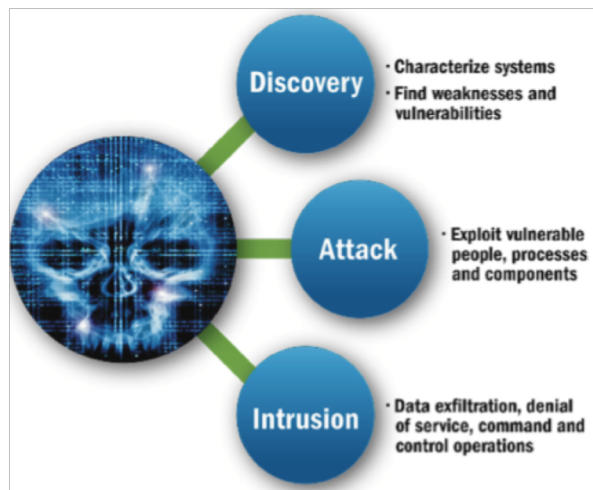 Discovery
· Characterize systems
· Find weaknesses and
vulnerabilities
Attack
· Exploit vulnerable
people, processes
and components
Intrusion
· Data exfiltration, denial
of service, command and
control operations